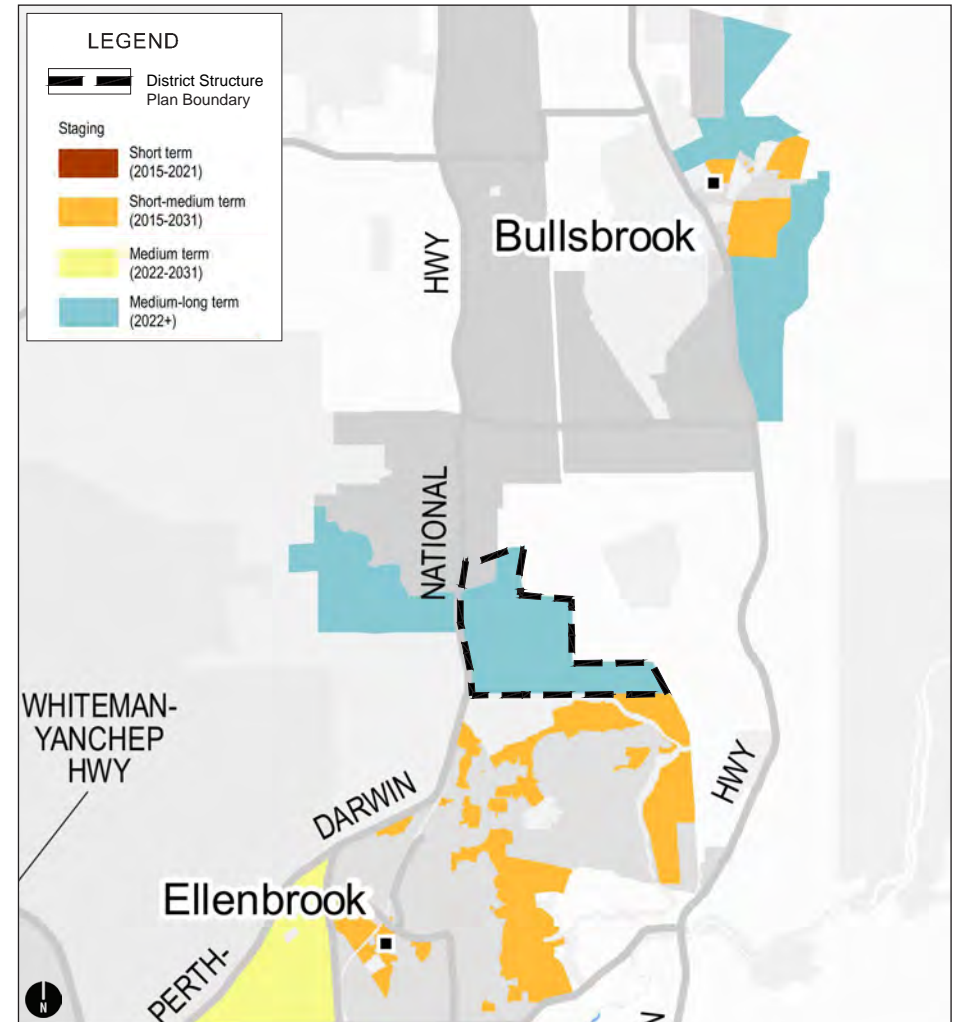 LEGEND
District Structure
Plan Boundary
Staging
Short term
(2015-2021)
Short-medium term
(2015-2031)
Medium term
(2022-2031)
Medium-long term
(2022+)
HWY
Bullsbrook
NATIONAL
WHITEMAN-
YANCHEP
HWY
DARWIN
HWY
Ellenbrook
PERTH-
N
N